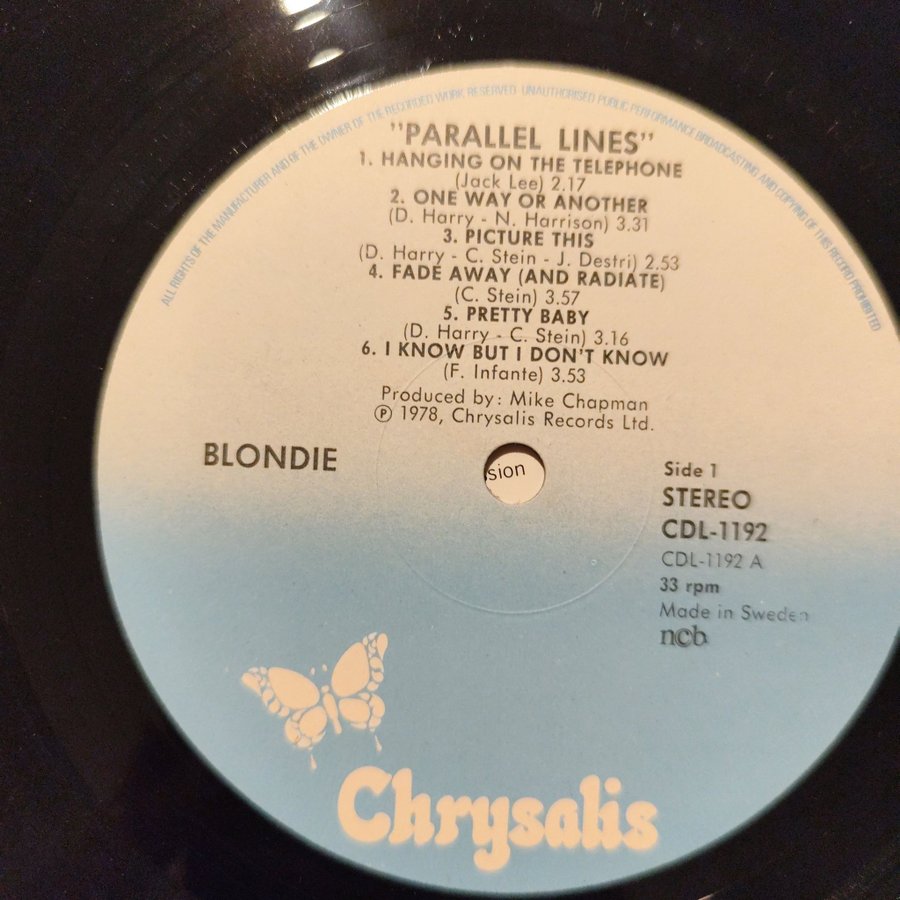 ALL RIGHTS OF THE MANUFACTURER AND OF THE OWNER OF THE RECORDED WORK RESERVED UNAUTHORISED PUBLIC PERFORMANCE BROADCASTING AND COPYING OF THIS RECORD PROHIBITED
"PARALLEL LINES"
1. HANGING ON THE TELEPHONE
(Jack Lee) 2.17
2. ONE WAY OR ANOTHER
(D. Harry - N. Harrison) 3.31
3. PICTURE THIS
(D. Harry - C. Stein - J. Destri) 2.53
4. FADE AWAY (AND RADIATE)
(C. Stein) 3.57
5. PRETTY BABY
(D. Harry - C. Stein) 3.16
6. I KNOW BUT I DON'T KNOW
(F. Infante) 3.53
Produced by: Mike Chapman
℗ 1978, Chrysalis Records Ltd.
BLONDIE
sion
Side 1
STEREO
CDL-1192
CDL-1192 A
33 rpm
Made in Sweden
ncb
Chrysalis